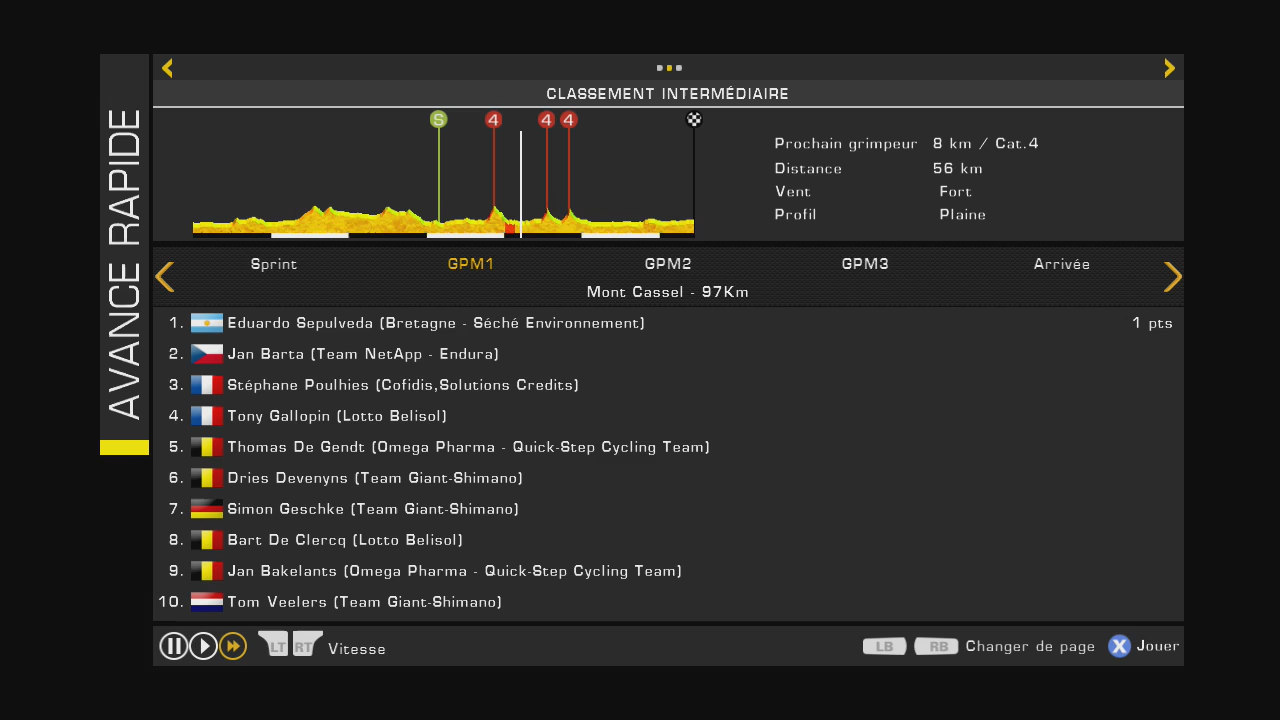 AVANCE RAPIDE
CLASSEMENT INTERMÉDIAIRE
S 4 4 4
Prochain grimpeur 8 km / Cat.4
Distance 56 km
Vent Fort
Profil Plaine
Sprint GPM1 GPM2 GPM3 Arrivée
Mont Cassel - 97Km
1. Eduardo Sepulveda (Bretagne - Séché Environnement) 1 pts
2. Jan Barta (Team NetApp - Endura)
3. Stéphane Poulhies (Cofidis,Solutions Credits)
4. Tony Gallopin (Lotto Belisol)
5. Thomas De Gendt (Omega Pharma - Quick-Step Cycling Team)
6. Dries Devenyns (Team Giant-Shimano)
7. Simon Geschke (Team Giant-Shimano)
8. Bart De Clercq (Lotto Belisol)
9. Jan Bakelants (Omega Pharma - Quick-Step Cycling Team)
10. Tom Veelers (Team Giant-Shimano)
LT RT Vitesse LB RB Changer de page X Jouer